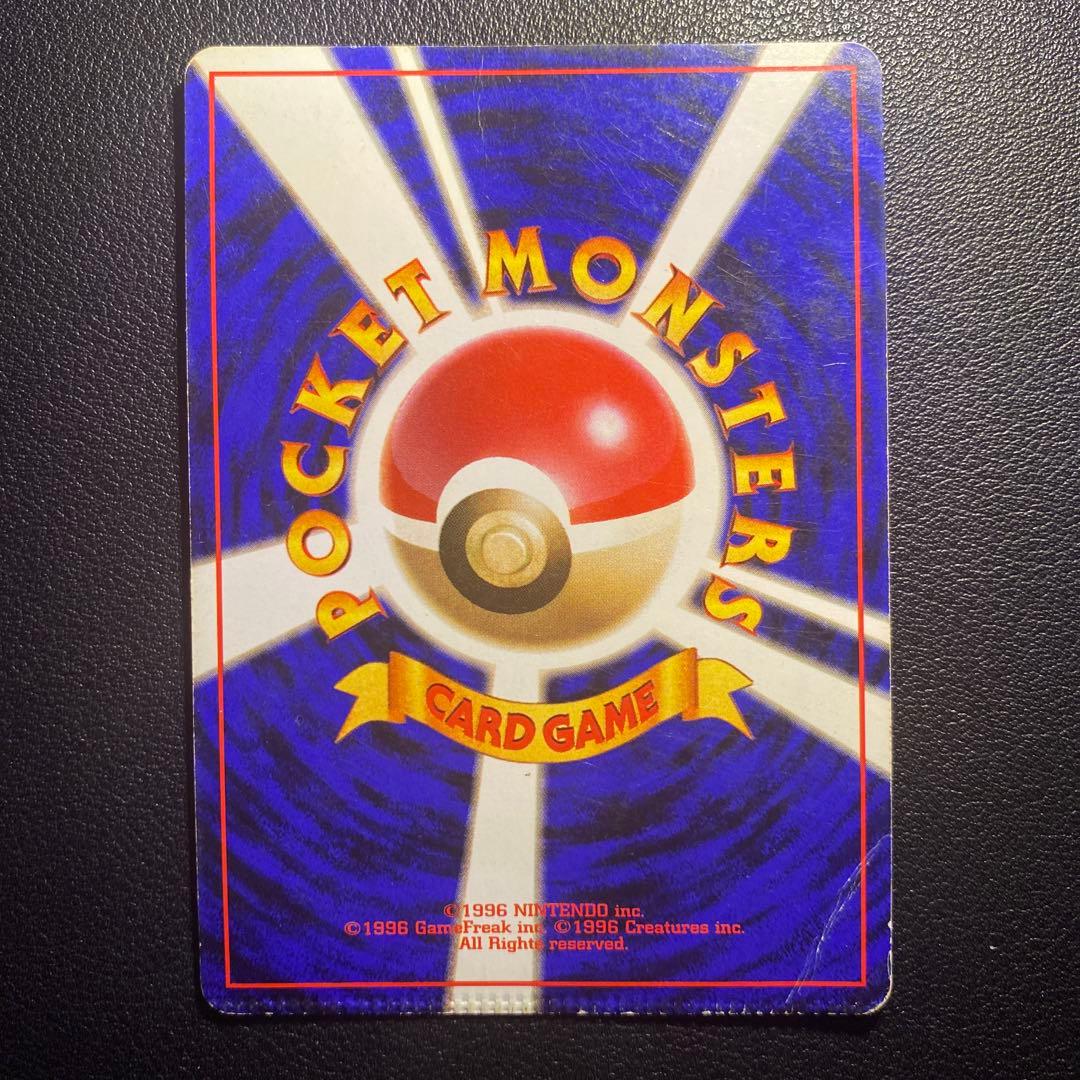 POCKET MONSTERS
CARD GAME
©1996 NINTENDO inc.
©1996 GameFreak inc. ©1996 Creatures inc.
All Rights reserved.